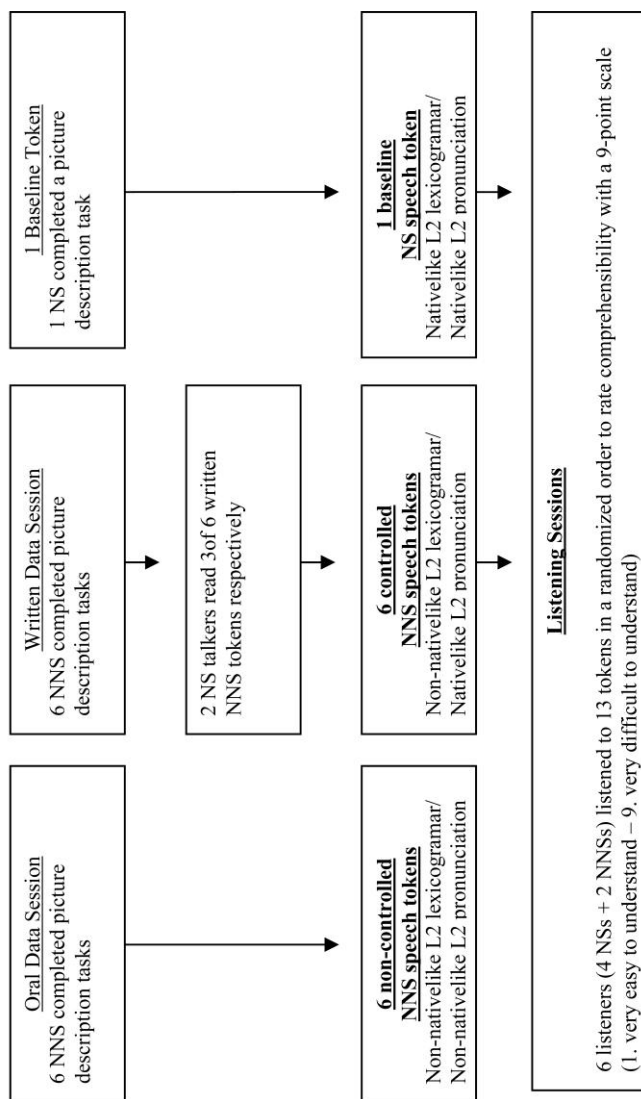 Oral Data Session
6 NNS completed picture
description tasks
Written Data Session
6 NNS completed picture
description tasks
1 Baseline Token
1 NS completed a picture
description task
2 NS talkers read 3of 6 written
NNS tokens respectively
6 non-controlled
NNS speech tokens
Non-nativelike L2 lexicogramar/
Non-nativelike L2 pronunciation
6 controlled
NNS speech tokens
Non-nativelike L2 lexicogramar/
Nativelike L2 pronunciation
1 baseline
NS speech token
Nativelike L2 lexicogramar/
Nativelike L2 pronunciation
Listening Sessions
6 listeners (4 NSs + 2 NNSs) listened to 13 tokens in a randomized order to rate comprehensibility with a 9-point scale
(1. very easy to understand – 9. very difficult to understand)